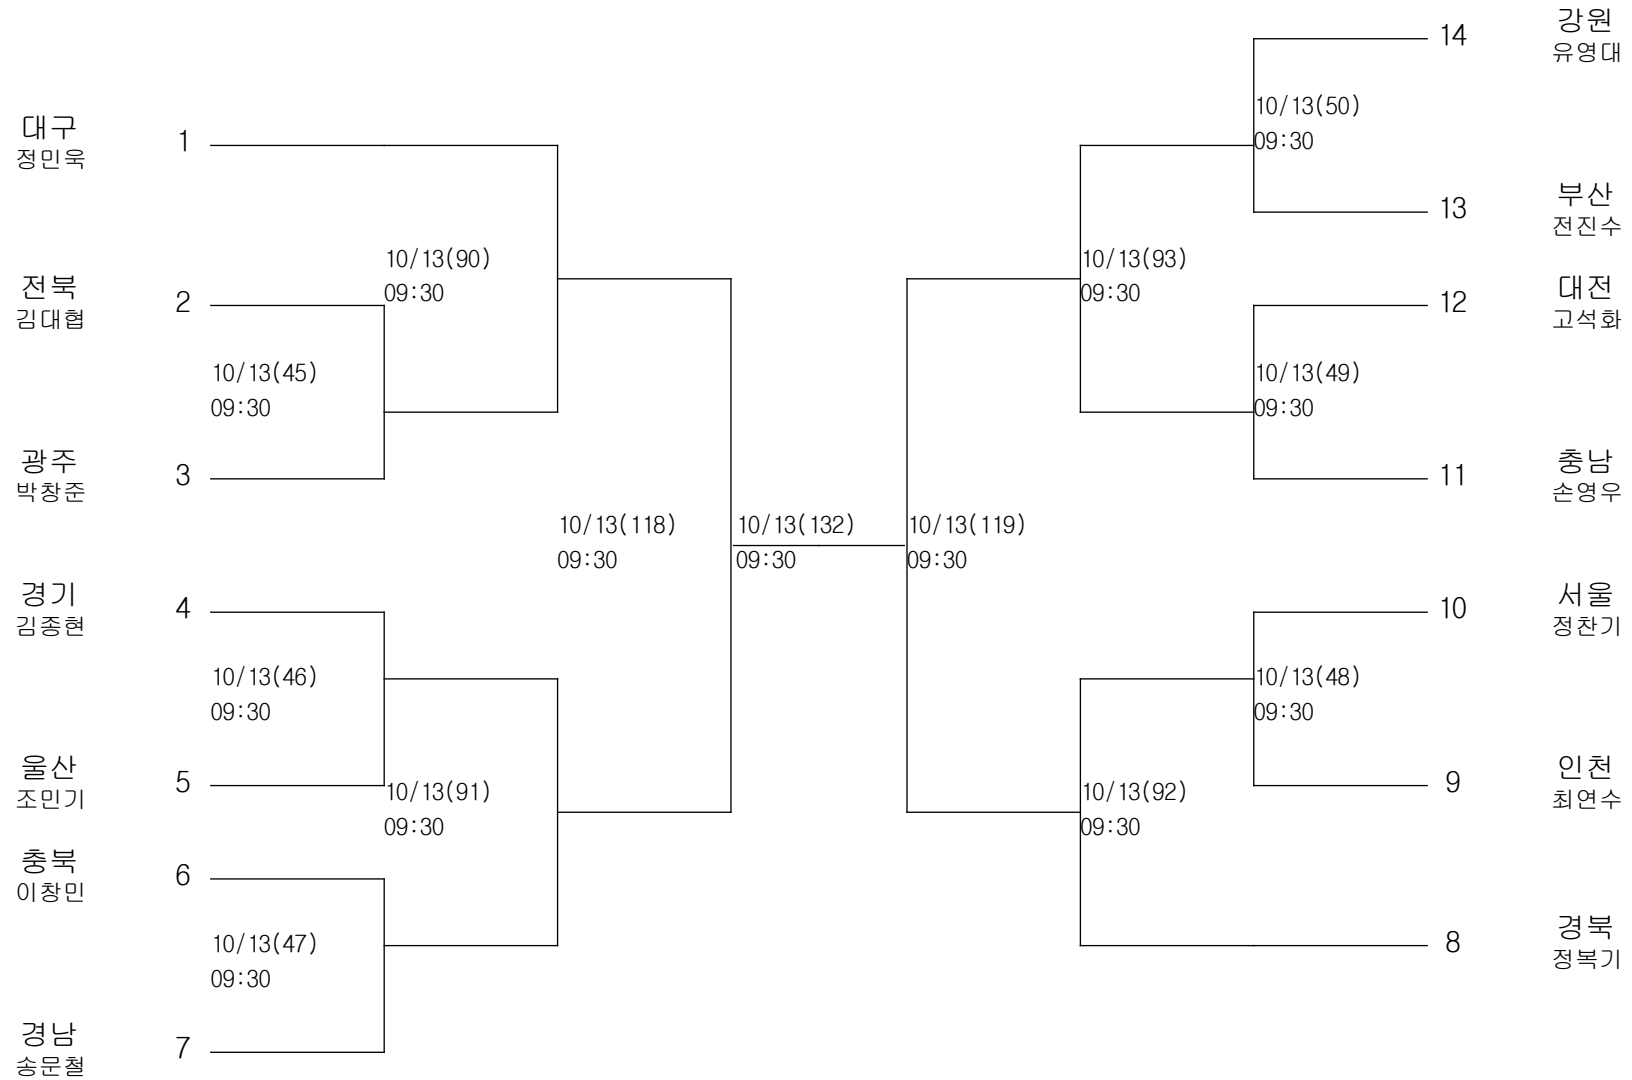 대구
정민욱
1
전북
김대협
2
광주
박창준
3
경기
김종현
4
울산
조민기
5
충북
이창민
6
경남
송문철
7
10/13(45)
09:30
10/13(46)
09:30
10/13(47)
09:30
10/13(90)
09:30
10/13(91)
09:30
10/13(118)
09:30
10/13(132)
09:30
10/13(119)
09:30
10/13(93)
09:30
10/13(92)
09:30
10/13(50)
09:30
10/13(49)
09:30
10/13(48)
09:30
14
강원
유영대
13
부산
전진수
12
대전
고석화
11
충남
손영우
10
서울
정찬기
9
인천
최연수
8
경북
정복기